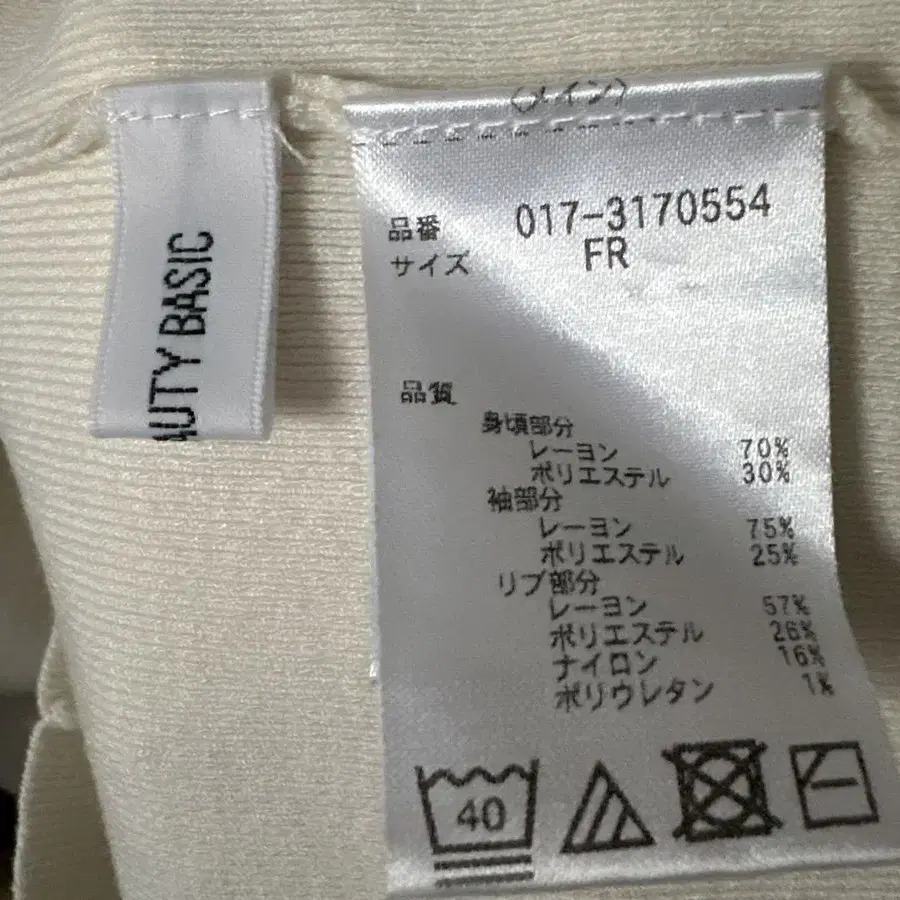 AUTY BASIC
(メイン)
品番 017-3170554
サイズ FR
品質
身頃部分
レーヨン 70%
ポリエステル 30%
袖部分
レーヨン 75%
ポリエステル 25%
リブ部分
レーヨン 57%
ポリエステル 26%
ナイロン 16%
ポリウレタン 1%
40